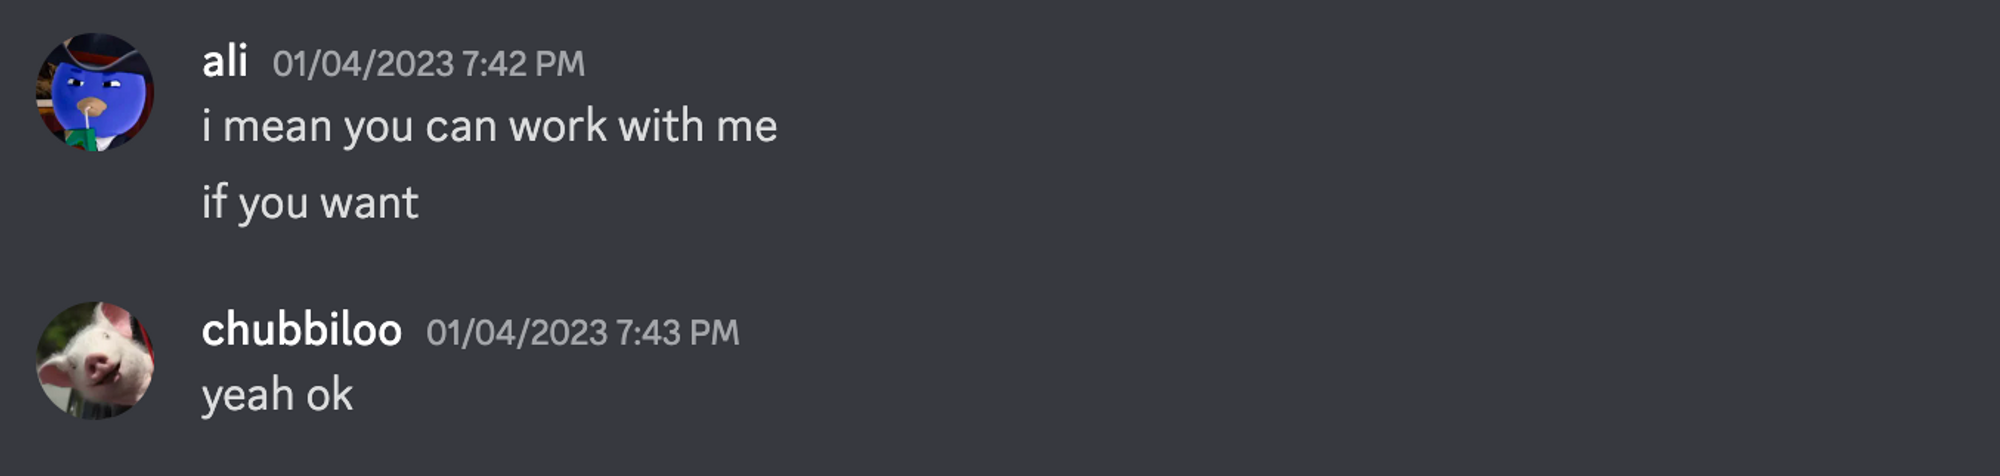 ali 01/04/2023 7:42 PM
i mean you can work with me
if you want
chubbiloo 01/04/2023 7:43 PM
yeah ok